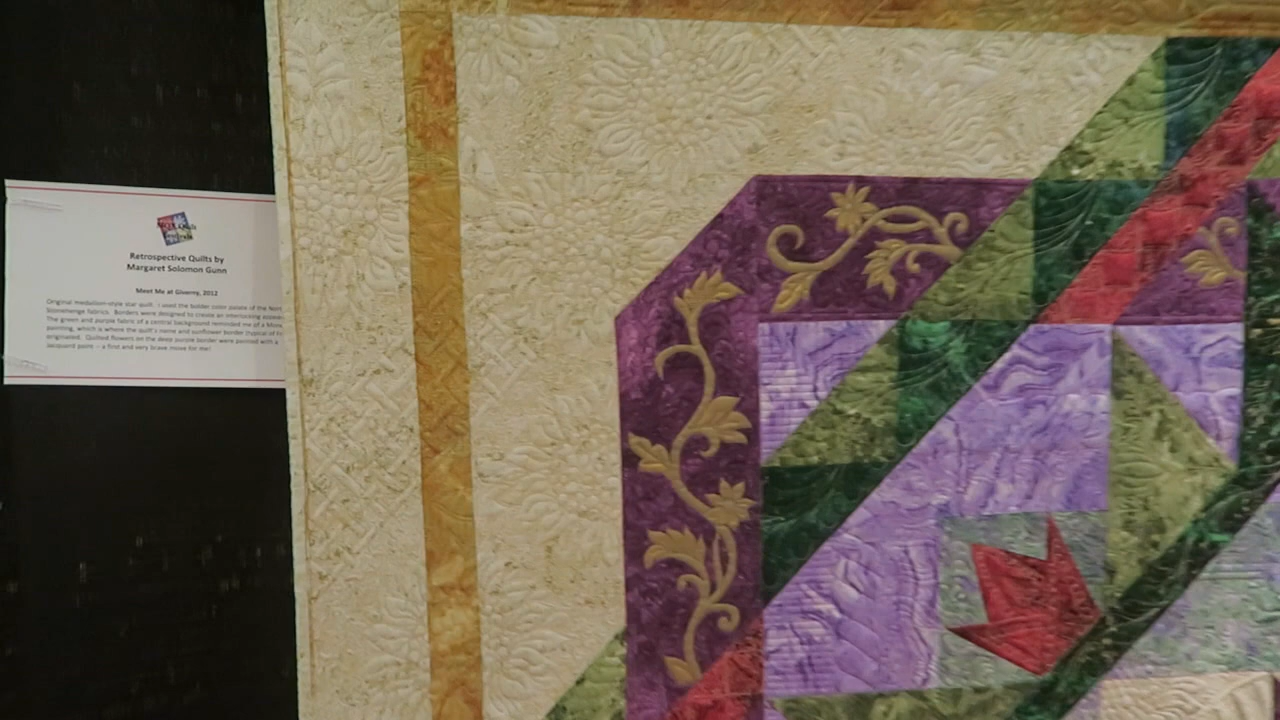 Retrospective Quilts by
Margaret Solomon Gunn
Meet Me at Giverny, 2012
Original medallion-style star quilt. I used the bolder color palate of the
Stonehenge fabrics. Borders were designed to create an interlocking
The green and purple fabric of a central background reminded me of a
painting, which is where the quilt's name and sunflower border (typical of
originated. Quilted flowers on the deep purple border were painted with a
Jacquard paint – a first and very brave move for me!